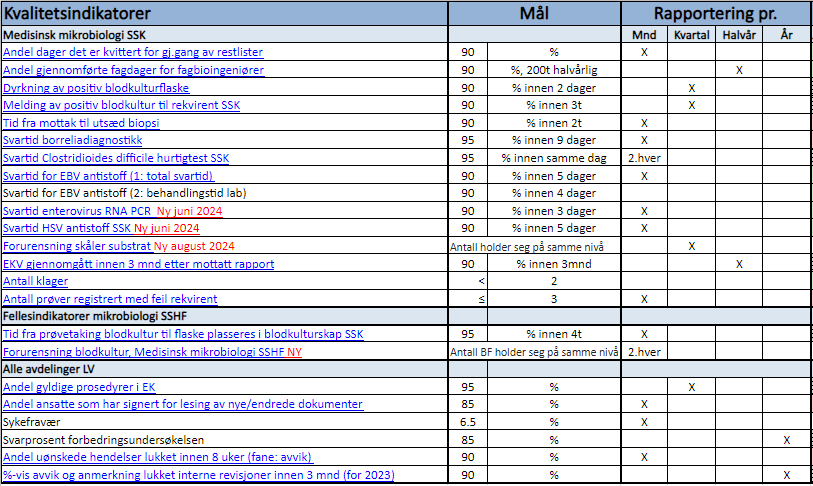 Kvalitetsindikatorer Mål Rapportering pr.
Medisinsk mikrobiologi SSK Mnd Kvartal Halvår År
Andel dager det er kvittert for gj.gang av restlister 90 % X
Andel gjennomførte fagdager for fagbioingeniører 90 %, 200t halvårlig X
Dyrkning av positiv blodkulturflaske 90 % innen 2 dager X
Melding av positiv blodkultur til rekvirent SSK 90 % innen 3t X
Tid fra mottak til utsæd biopsi 90 % innen 2t X
Svartid borreliadiagnostikk 95 % innen 9 dager X
Svartid Clostridioides difficile hurtigtest SSK 95 % innen samme dag 2.hver
Svartid for EBV antistoff (1: total svartid) 90 % innen 5 dager X
Svartid for EBV antistoff (2: behandlingstid lab) 90 % innen 4 dager
Svartid enterovirus RNA PCR Ny juni 2024 90 % innen 3 dager X
Svartid HSV antistoff SSK Ny juni 2024 90 % innen 5 dager X
Forurensning skåler substrat Ny august 2024 Antall holder seg på samme nivå X
EKV gjennomgått innen 3 mnd etter mottatt rapport 90 % innen 3mnd X
Antall klager < 2
Antall prøver registrert med feil rekvirent ≤ 3 X
Fellesindikatorer mikrobiologi SSHF
Tid fra prøvetaking blodkultur til flaske plasseres i blodkulturskap SSK 95 % innen 4t X
Forurensning blodkultur, Medisinsk mikrobiologi SSHF NY Antall BF holder seg på samme nivå 2.hver
Alle avdelinger LV
Andel gyldige prosedyrer i EK 95 % X
Andel ansatte som har signert for lesing av nye/endrede dokumenter 85 % X
Sykefravær 6.5 % X
Svarprosent forbedringsundersøkelsen 85 % X
Andel uønskede hendelser lukket innen 8 uker (fane: avvik) 90 % X
%-vis avvik og anmerkning lukket interne revisjoner innen 3 mnd (for 2023) 90 % X